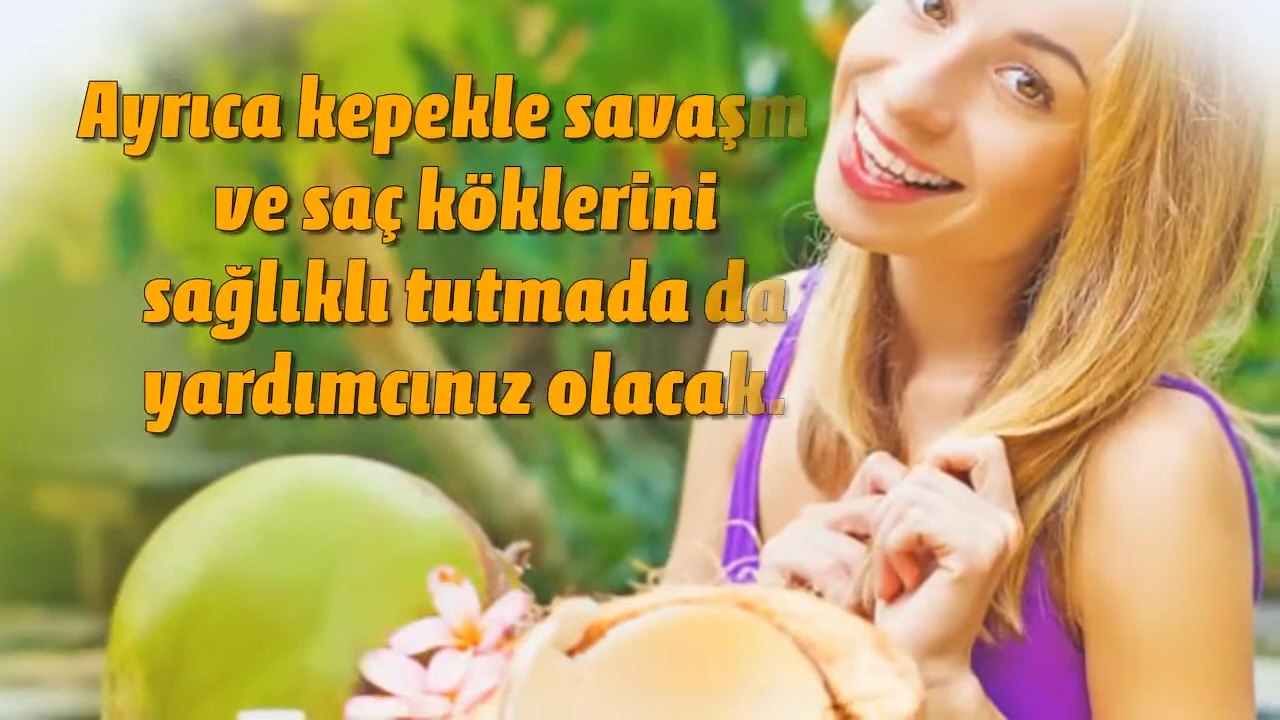 Ayrıca kepekle savaşm
ve saç köklerini
sağlıklı tutmada da
yardımcınız olacak.